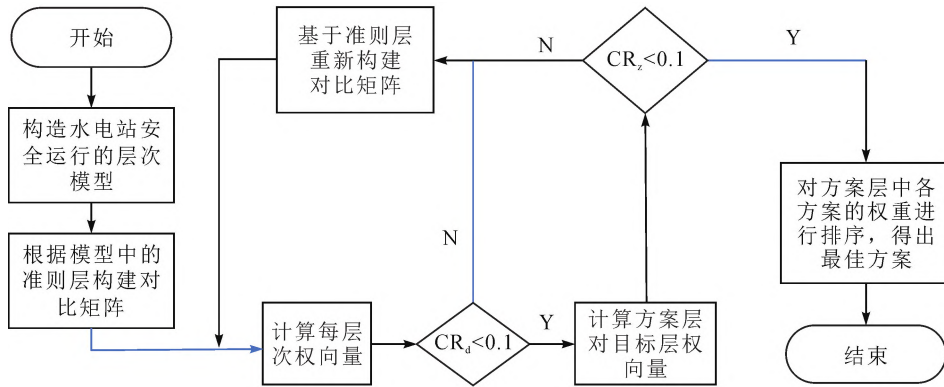 开始
构造水电站安
全运行的层次
模型
根据模型中的
准则层构建对
比矩阵
基于准则层
重新构建
对比矩阵
计算每层
次权向量
N
CRd<0.1
Y
计算方案层
对目标层权
向量
N
CRz<0.1
Y
对方案层中各
方案的权重进
行排序，得出
最佳方案
结束